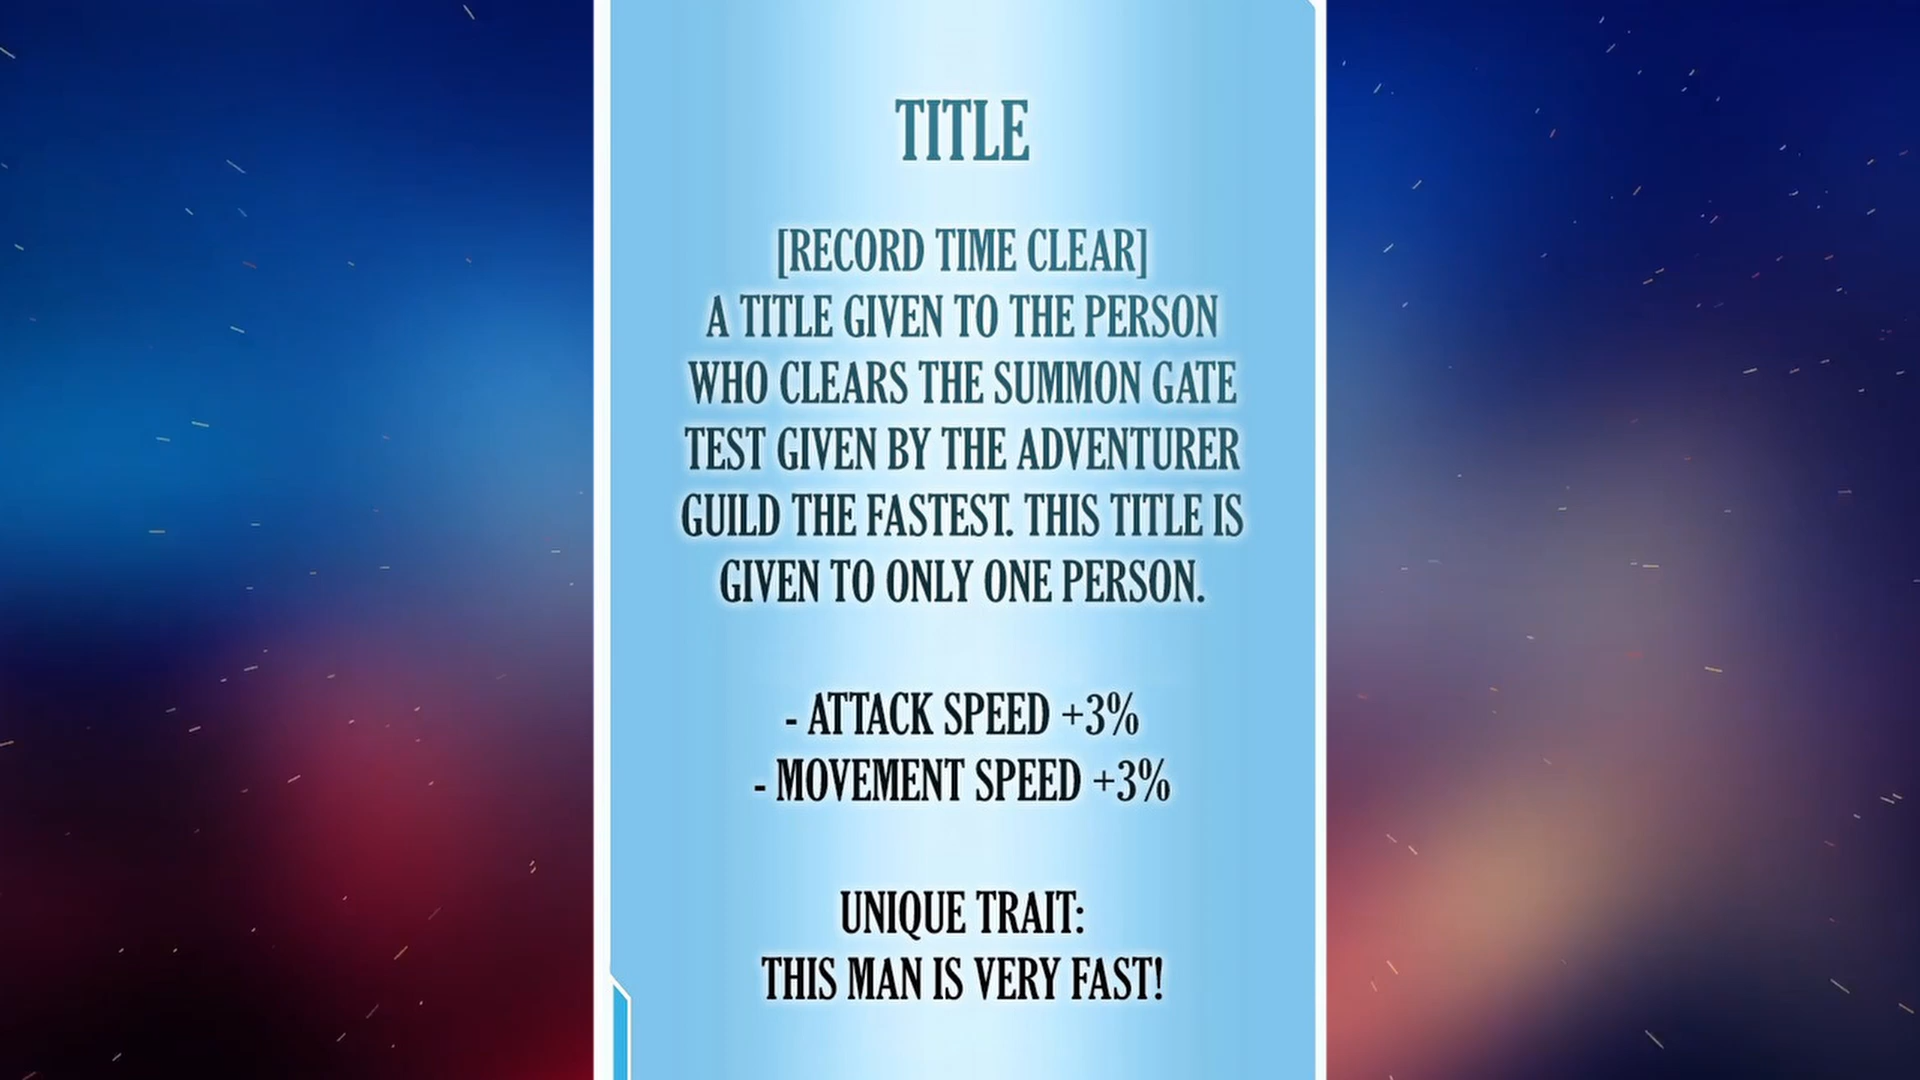 TITLE
[RECORD TIME CLEAR]
A TITLE GIVEN TO THE PERSON
WHO CLEARS THE SUMMON GATE
TEST GIVEN BY THE ADVENTURER
GUILD THE FASTEST. THIS TITLE IS
GIVEN TO ONLY ONE PERSON.
- ATTACK SPEED +3%
- MOVEMENT SPEED +3%
UNIQUE TRAIT:
THIS MAN IS VERY FAST!